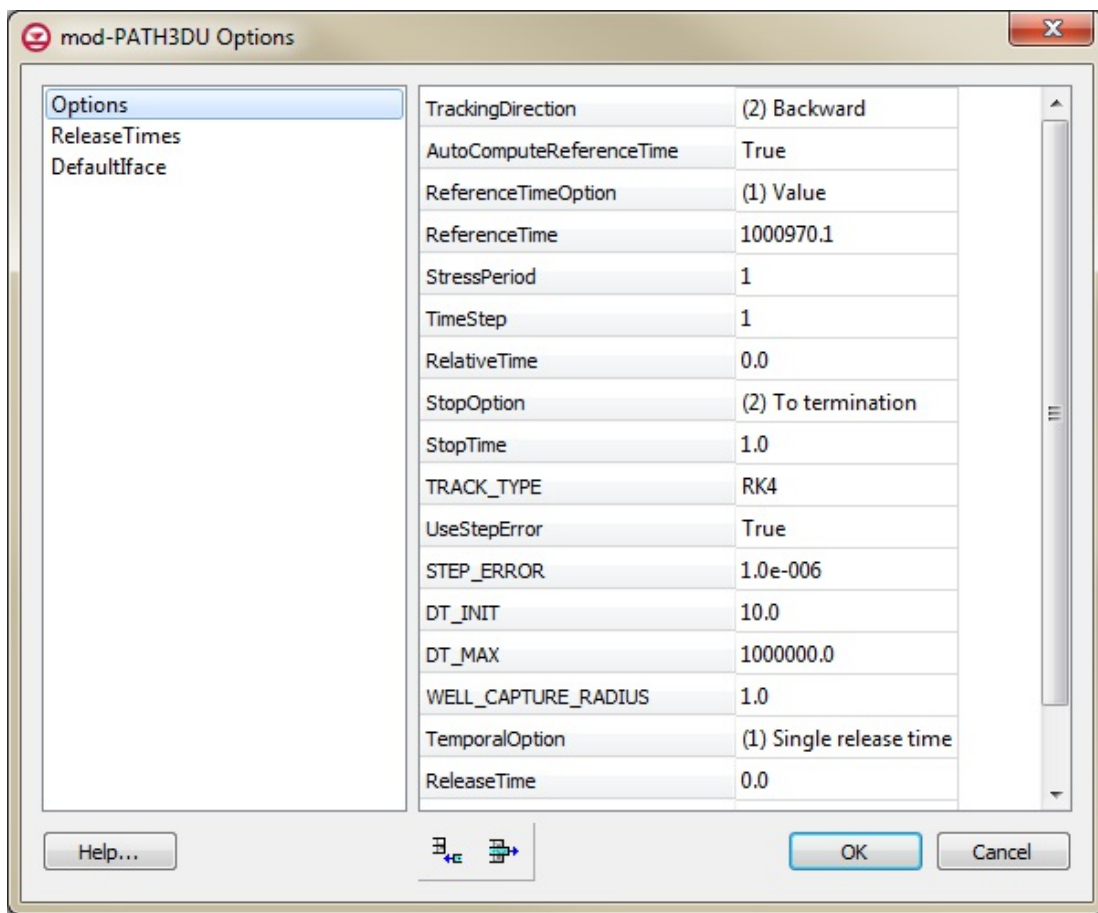 mod-PATH3DU Options
Options
ReleaseTimes
DefaultIface
TrackingDirection (2) Backward
AutoComputeReferenceTime True
ReferenceTimeOption (1) Value
ReferenceTime 1000970.1
StressPeriod 1
TimeStep 1
RelativeTime 0.0
StopOption (2) To termination
StopTime 1.0
TRACK_TYPE RK4
UseStepError True
STEP_ERROR 1.0e-006
DT_INIT 10.0
DT_MAX 1000000.0
WELL_CAPTURE_RADIUS 1.0
TemporalOption (1) Single release time
ReleaseTime 0.0
Help... OK Cancel